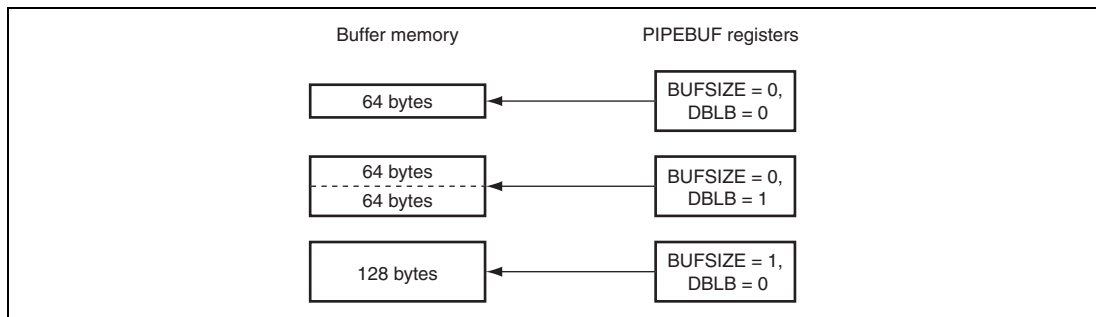 Buffer memory PIPEBUF registers
64 bytes
BUFSIZE = 0,
DBLB = 0
64 bytes
64 bytes
BUFSIZE = 0,
DBLB = 1
128 bytes
BUFSIZE = 1,
DBLB = 0